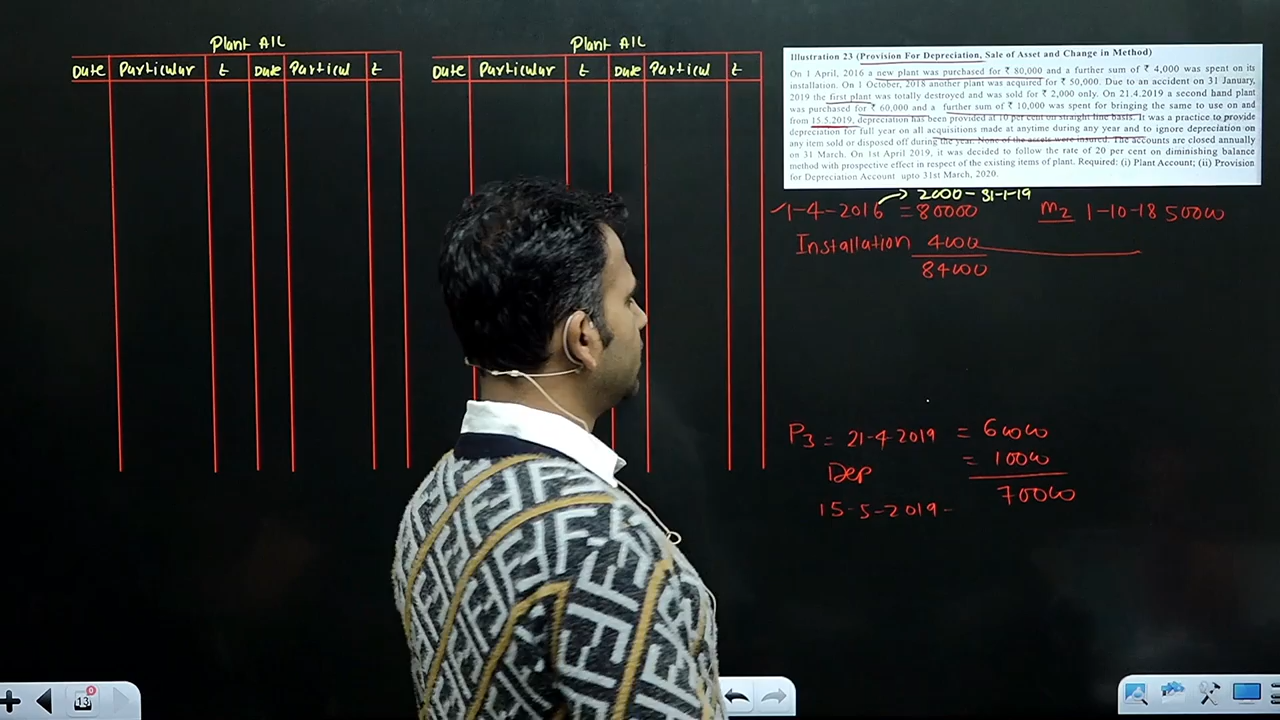 Plant A/C
Date Particular ₹ Date Particul ₹
Plant A/C
Date Particular ₹ Date Particul ₹
Illustration 23 (Provision For Depreciation, Sale of Asset and Change in Method)
On 1 April, 2016 a new plant was purchased for ₹ 80,000 and a further sum of ₹ 4,000 was spent on its
installation. On 1 October, 2018 another plant was acquired for ₹ 50,000. Due to an accident on 31 January,
2019 the first plant was totally destroyed and was sold for ₹ 2,000 only. On 21.4.2019 a second hand plant
was purchased for ₹ 60,000 and a further sum of ₹ 10,000 was spent for bringing the same to use on and
from 15.5.2019, depreciation has been provided at 10 per cent on straight line basis. It was a practice to provide
depreciation for full year on all acquisitions made at anytime during any year and to ignore depreciation on
any item sold or disposed off during the year. None of the assets were insured. The accounts are closed annually
on 31 March. On 1st April 2019, it was decided to follow the rate of 20 per cent on diminishing balance
method with prospective effect in respect of the existing items of plant. Required: (i) Plant Account; (ii) Provision
for Depreciation Account upto 31st March, 2020.
2000 - 31-1-19
1-4-2016 = 80000 M2 1-10-18 50000
Installation 4000
84000
P3 = 21-4-2019 = 60000
Dep = 10000
70000
15-5-2019-
13
0